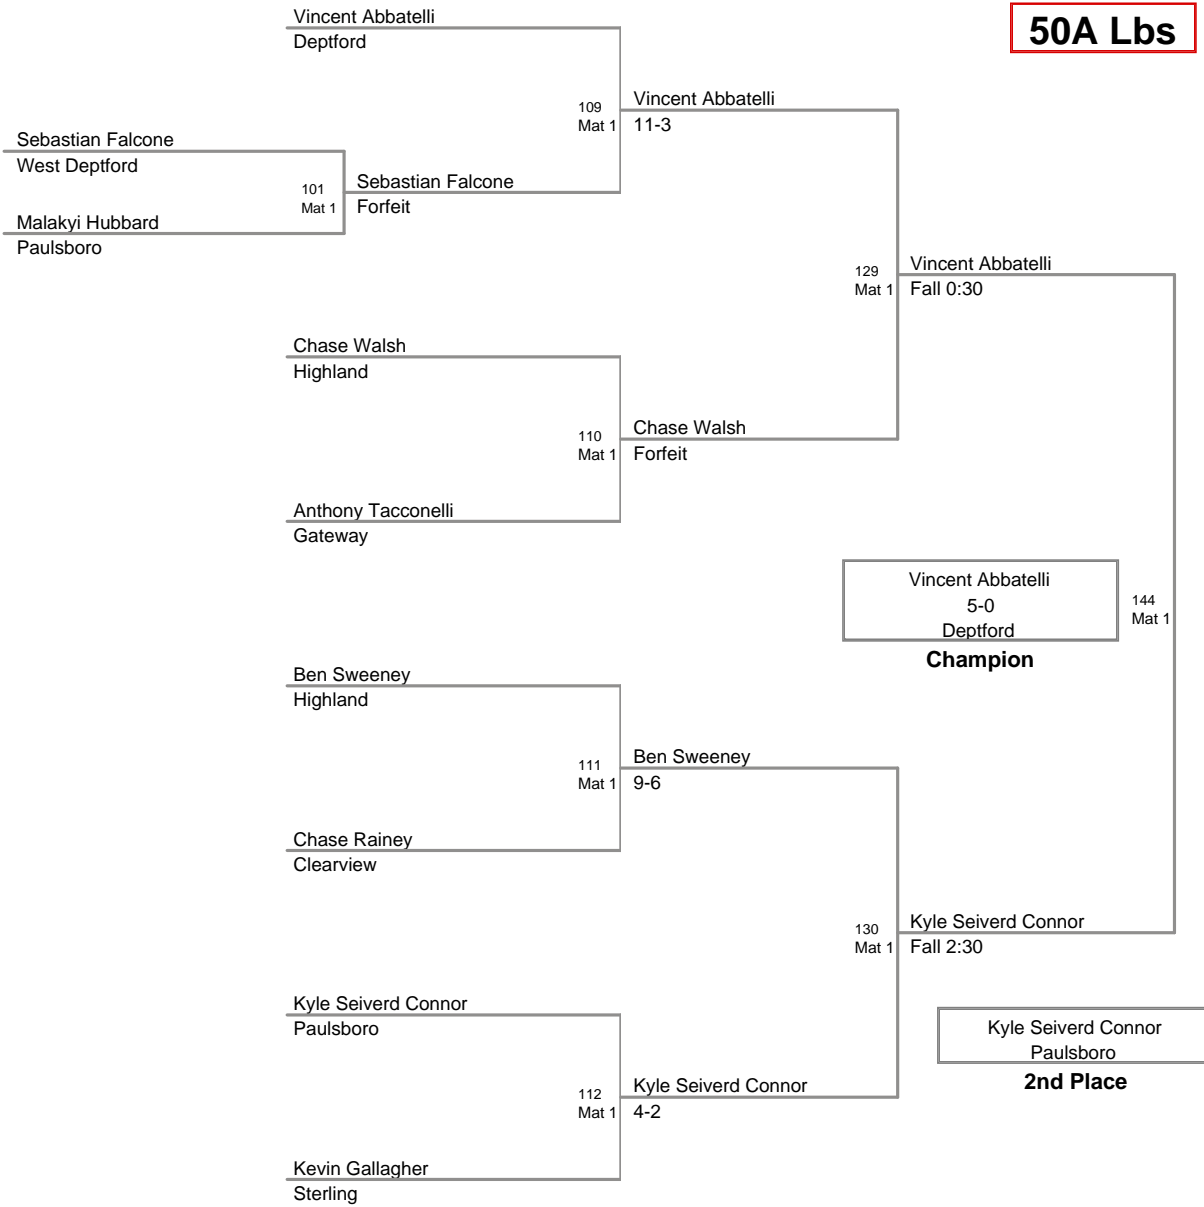 50A Lbs
Vincent Abbatelli
Deptford
109
Mat 1
Vincent Abbatelli
11-3
Sebastian Falcone
West Deptford
101
Mat 1
Sebastian Falcone
Forfeit
Malakyi Hubbard
Paulsboro
129
Mat 1
Vincent Abbatelli
Fall 0:30
Chase Walsh
Highland
110
Mat 1
Chase Walsh
Forfeit
Anthony Tacconelli
Gateway
Vincent Abbatelli
5-0
Deptford
Champion
144
Mat 1
Ben Sweeney
Highland
111
Mat 1
Ben Sweeney
9-6
Chase Rainey
Clearview
130
Mat 1
Kyle Seiverd Connor
Fall 2:30
Kyle Seiverd Connor
Paulsboro
Kyle Seiverd Connor
Paulsboro
2nd Place
112
Mat 1
Kyle Seiverd Connor
4-2
Kevin Gallagher
Sterling